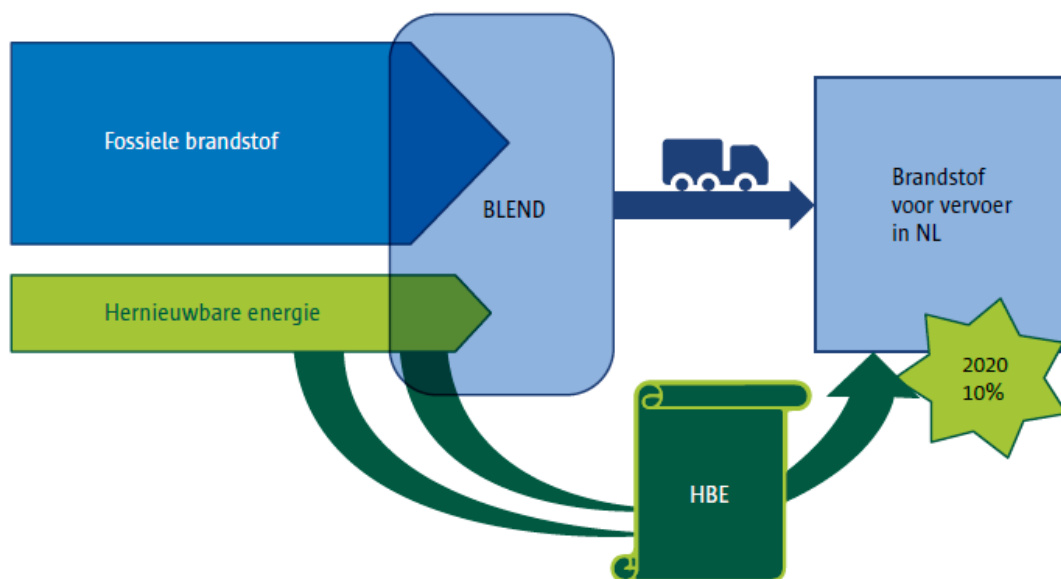 Fossiele brandstof
BLEND
Brandstof
voor vervoer
in NL
Hernieuwbare energie
2020
10%
HBE